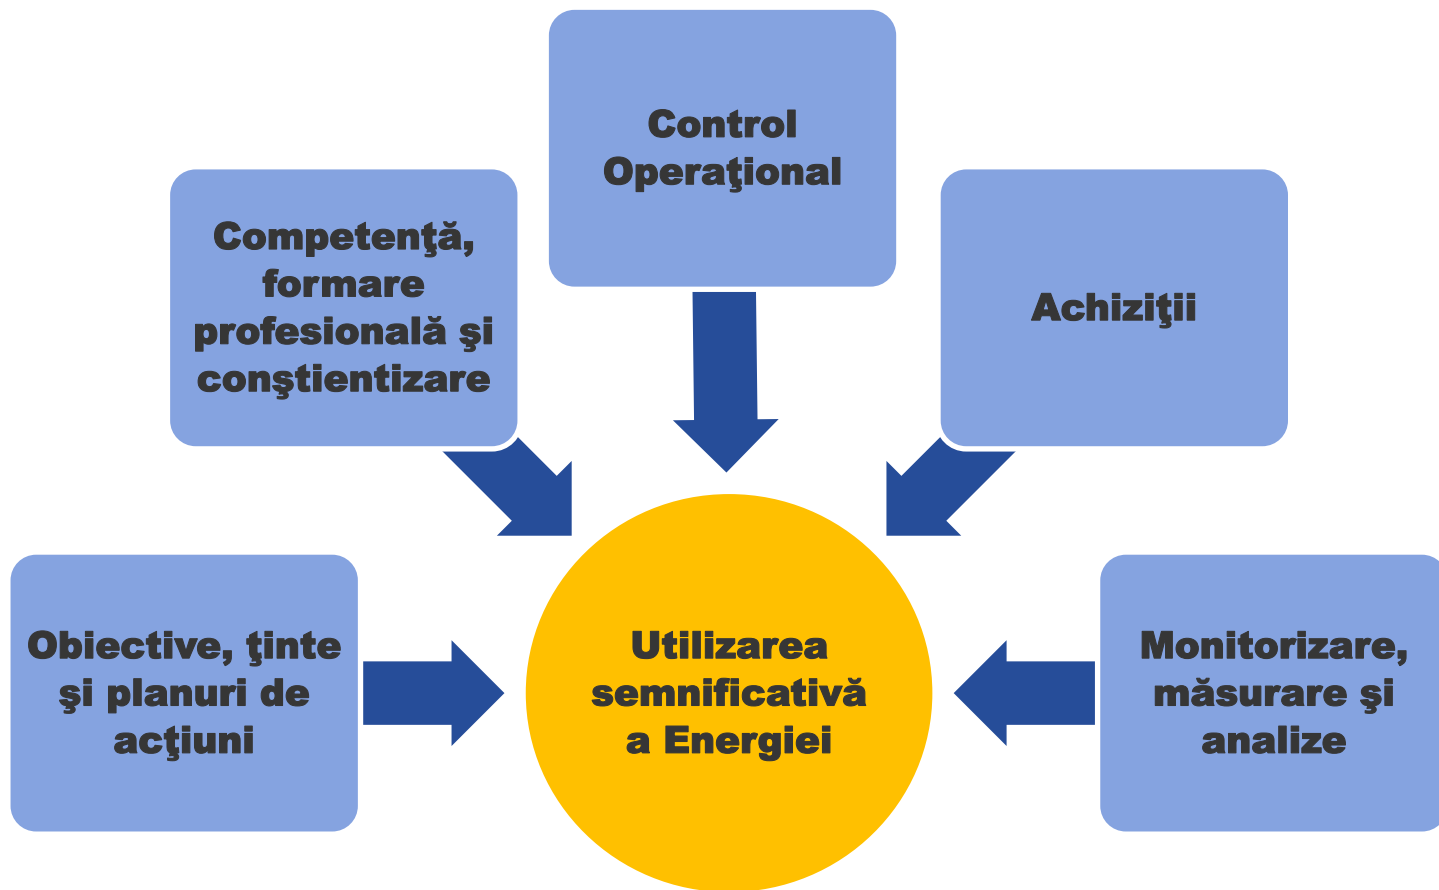 Control
Operaţional
Competenţă,
formare
profesională şi
conştientizare
Achiziţii
Obiective, ţinte
şi planuri de
acţiuni
Utilizarea
semnificativă
a Energiei
Monitorizare,
măsurare şi
analize